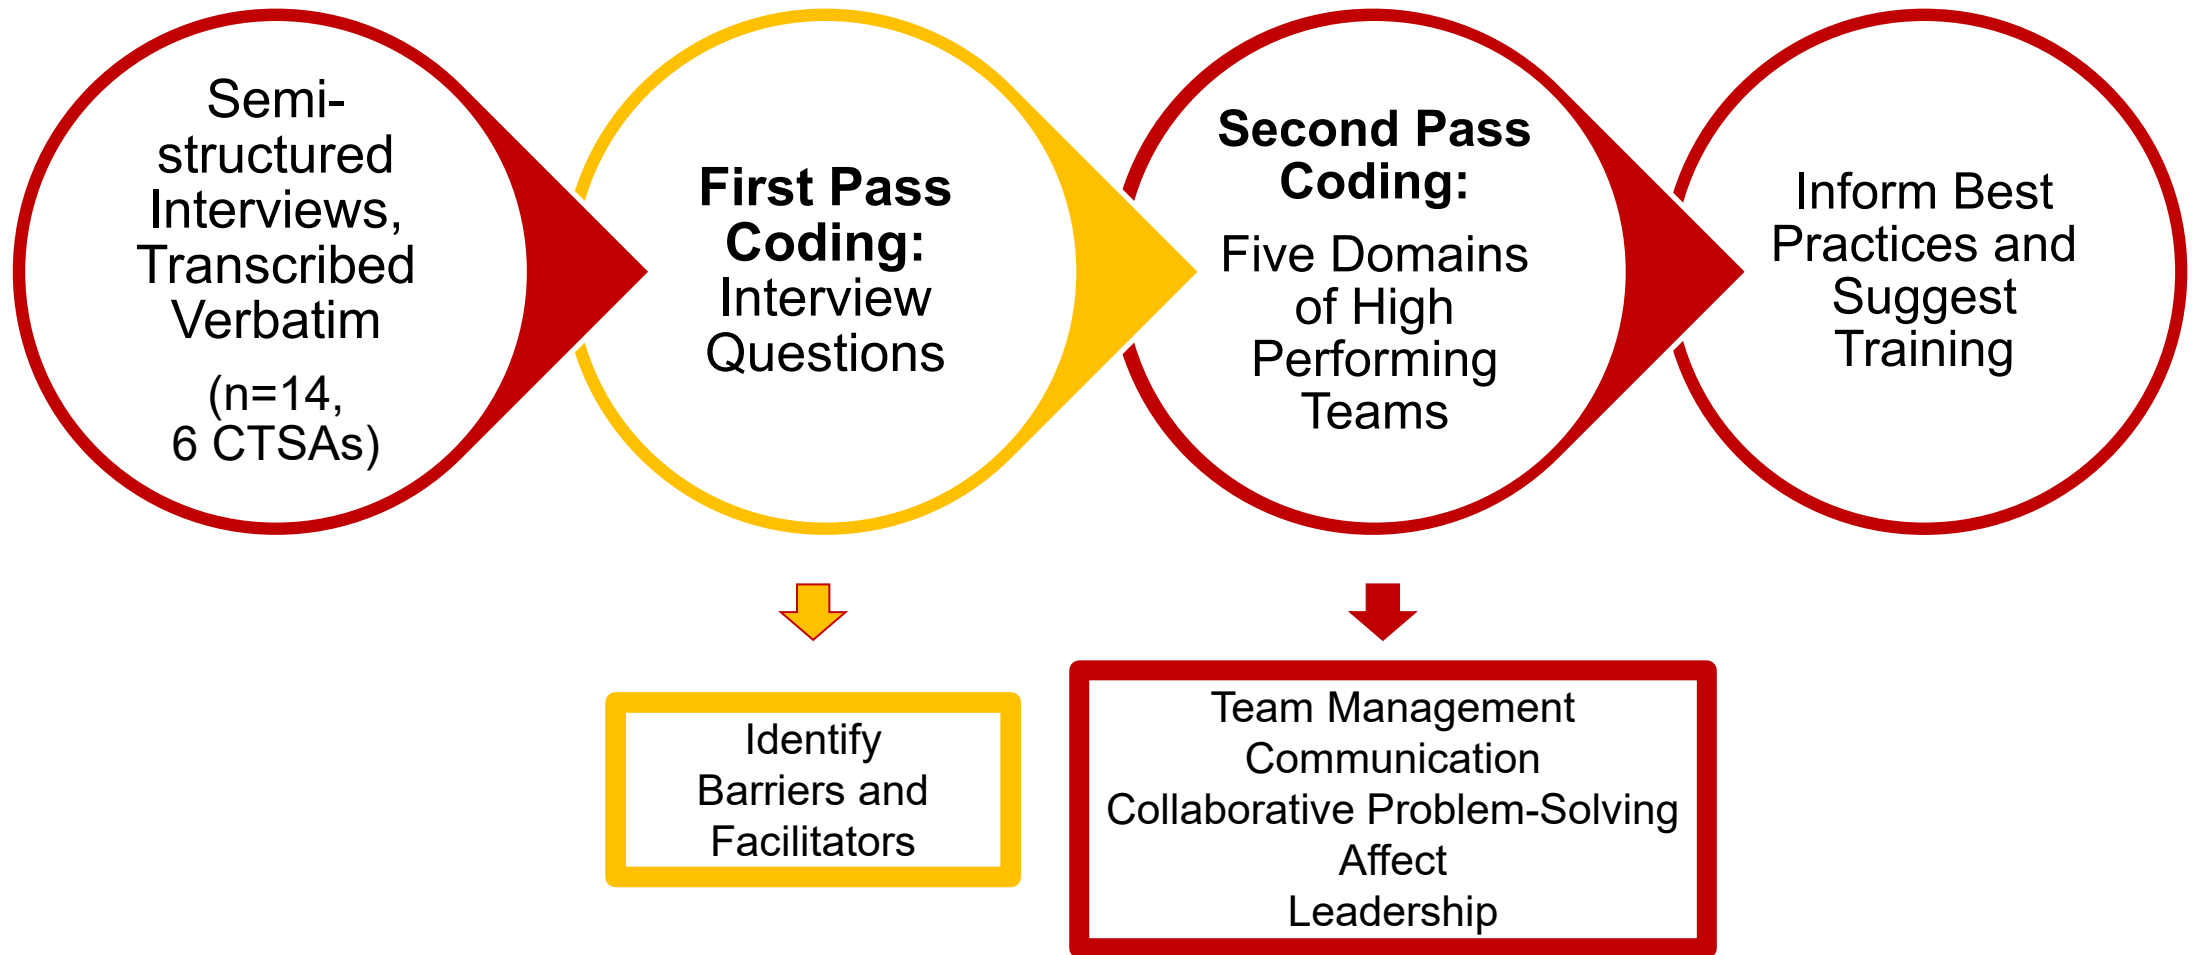 Semi-
structured
Interviews,
Transcribed
Verbatim
(n=14,
6 CTSAs)
First Pass
Coding:
Interview
Questions
Second Pass
Coding:
Five Domains
of High
Performing
Teams
Inform Best
Practices and
Suggest
Training
Identify
Barriers and
Facilitators
Team Management
Communication
Collaborative Problem-Solving
Affect
Leadership